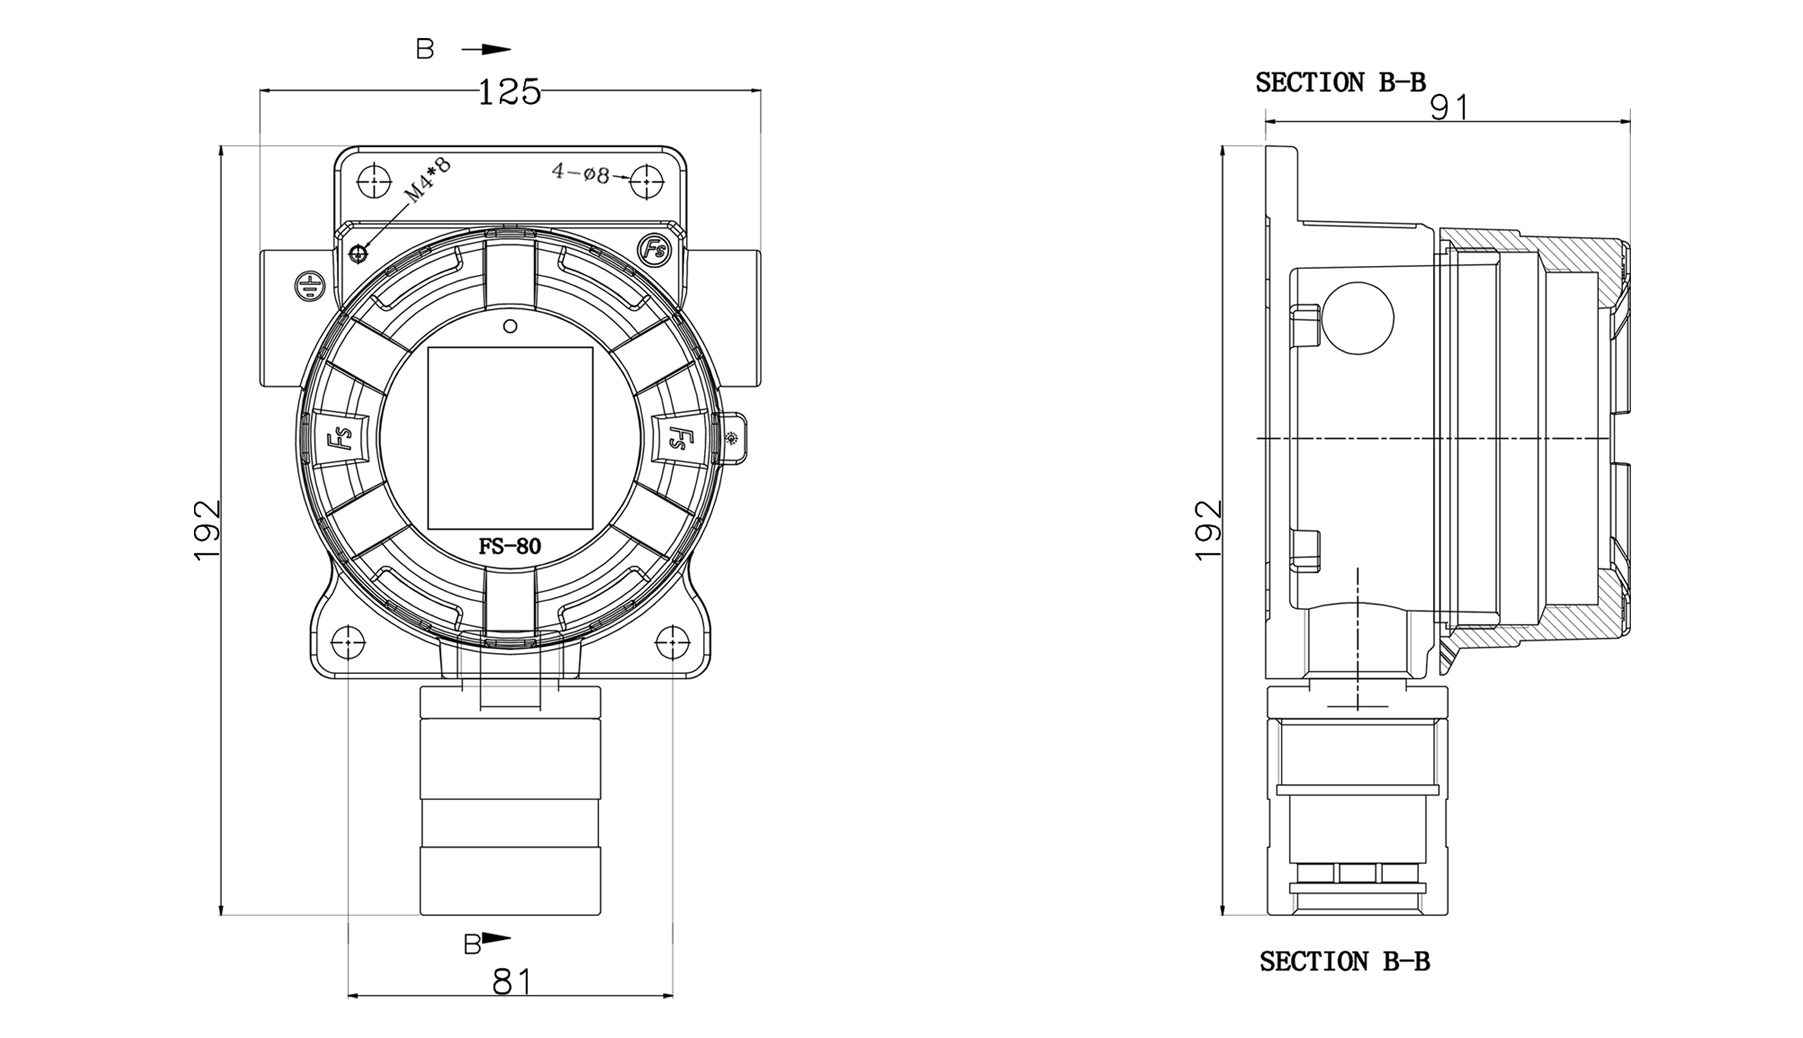 B
125
M4*8
4-ø8
Fs
Fs
Fs
FS-80
192
B
81
SECTION B-B
91
192
SECTION B-B